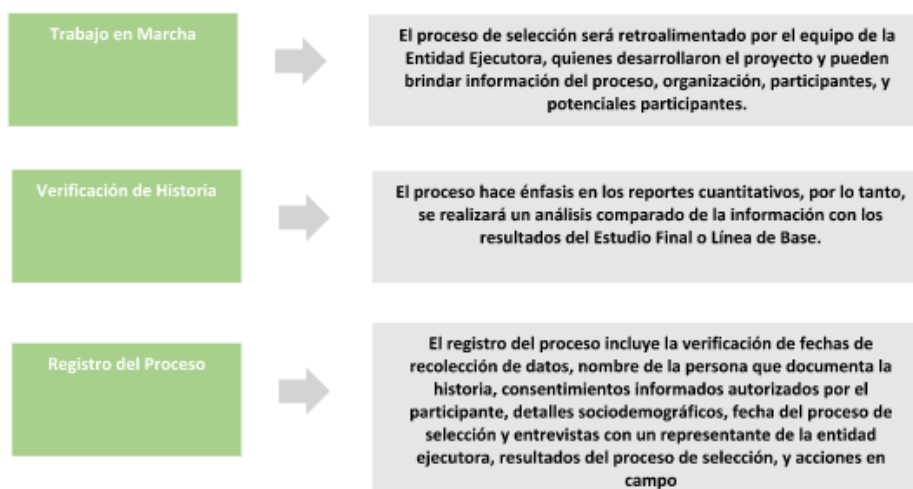 Trabajo en Marcha
El proceso de selección será retroalimentado por el equipo de la
Entidad Ejecutora, quienes desarrollaron el proyecto y pueden
brindar información del proceso, organización, participantes, y
potenciales participantes.
Verificación de Historia
El proceso hace énfasis en los reportes cuantitativos, por lo tanto,
se realizará un análisis comparado de la información con los
resultados del Estudio Final o Línea de Base.
Registro del Proceso
El registro del proceso incluye la verificación de fechas de
recolección de datos, nombre de la persona que documenta la
historia, consentimientos informados autorizados por el
participante, detalles sociodemográficos, fecha del proceso de
selección y entrevistas con un representante de la entidad
ejecutora, resultados del proceso de selección, y acciones en
campo